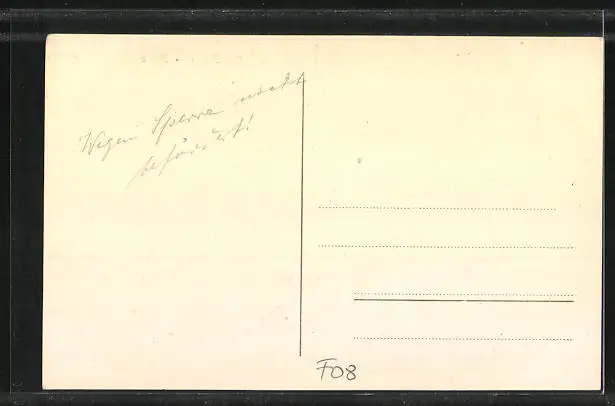 Wegen Sperre nicht
befördert!
F08